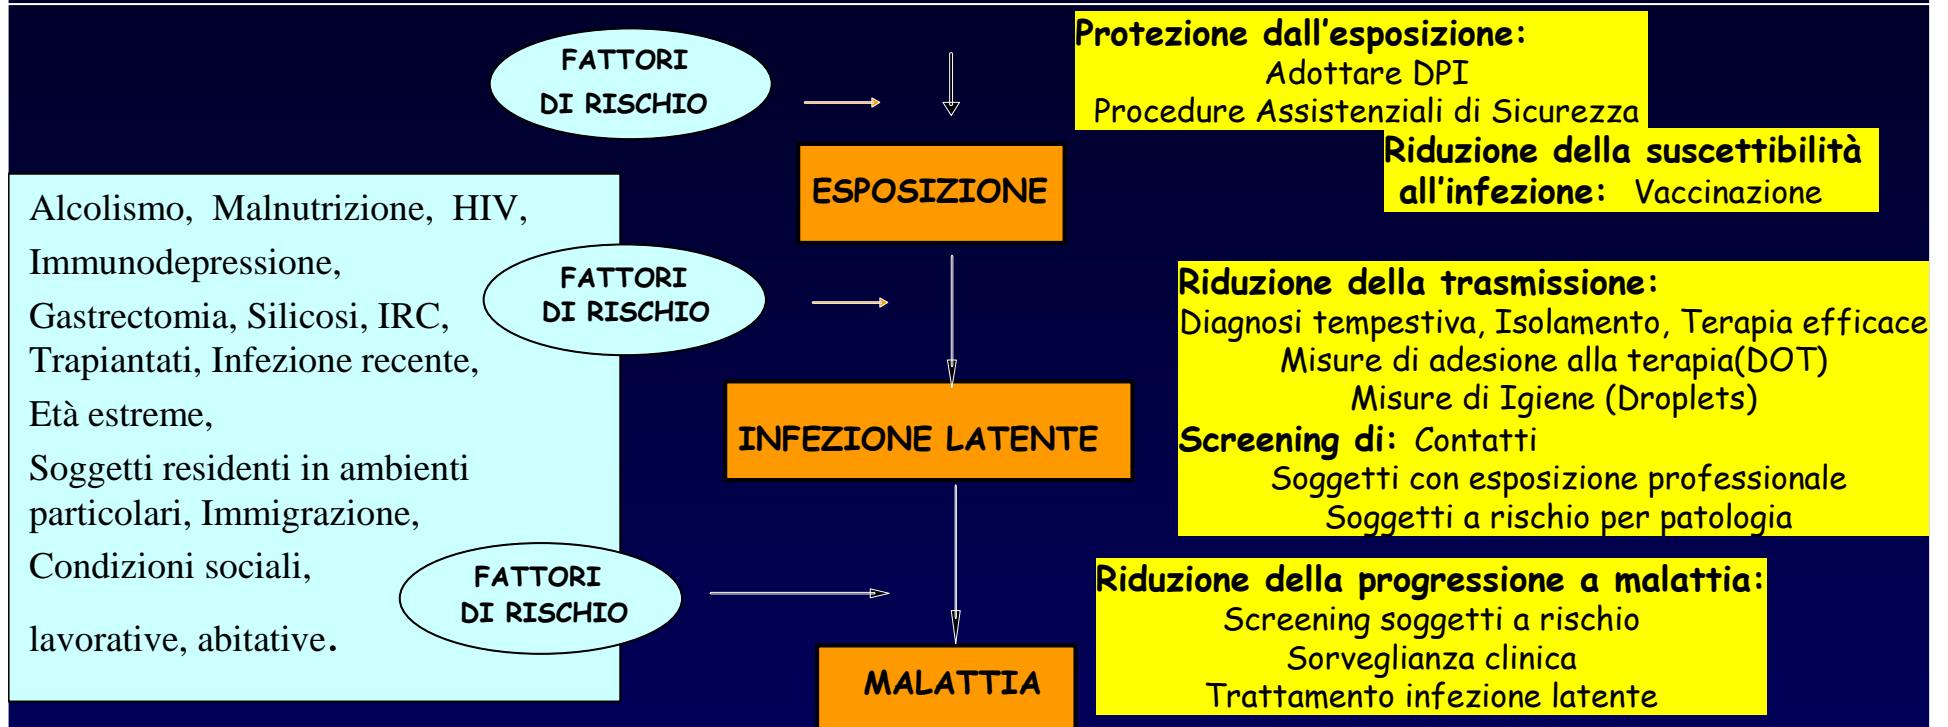 FATTORI
DI RISCHIO
Protezione dall'esposizione:
Adottare DPI
Procedure Assistenziali di Sicurezza
Riduzione della suscettibilità
all'infezione: Vaccinazione
ESPOSIZIONE
Alcolismo, Malnutrizione, HIV,
Immunodepressione,
Gastrectomia, Silicosi, IRC,
Trapiantati, Infezione recente,
Età estreme,
Soggetti residenti in ambienti
particolari, Immigrazione,
Condizioni sociali,
lavorative, abitative.
FATTORI
DI RISCHIO
Riduzione della trasmissione:
Diagnosi tempestiva, Isolamento, Terapia efficace
Misure di adesione alla terapia(DOT)
Misure di Igiene (Droplets)
Screening di: Contatti
Soggetti con esposizione professionale
Soggetti a rischio per patologia
INFEZIONE LATENTE
FATTORI
DI RISCHIO
Riduzione della progressione a malattia:
Screening soggetti a rischio
Sorveglianza clinica
Trattamento infezione latente
MALATTIA